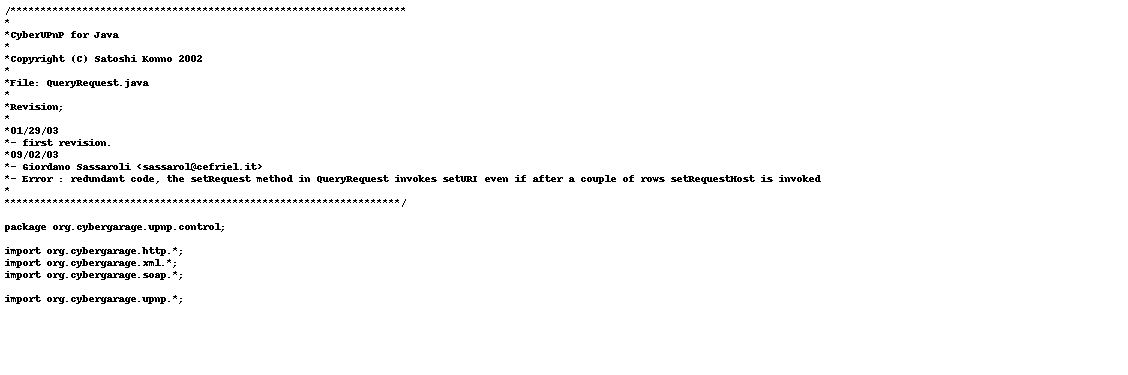 /******************************************************************
*
*CyberUPnP for Java
*
*Copyright (C) Satoshi Konno 2002
*
*File: QueryRequest.java
*
*Revision;
*
*01/29/03
*- first revision.
*09/02/03
*- Giordano Sassaroli <sassarol@cefriel.it>
*- Error : redundant code, the setRequest method in QueryRequest invokes setURI even if after a couple of rows setRequestHost is invoked
*
******************************************************************/
package org.cybergarage.upnp.control;
import org.cybergarage.http.*;
import org.cybergarage.xml.*;
import org.cybergarage.soap.*;
import org.cybergarage.upnp.*;